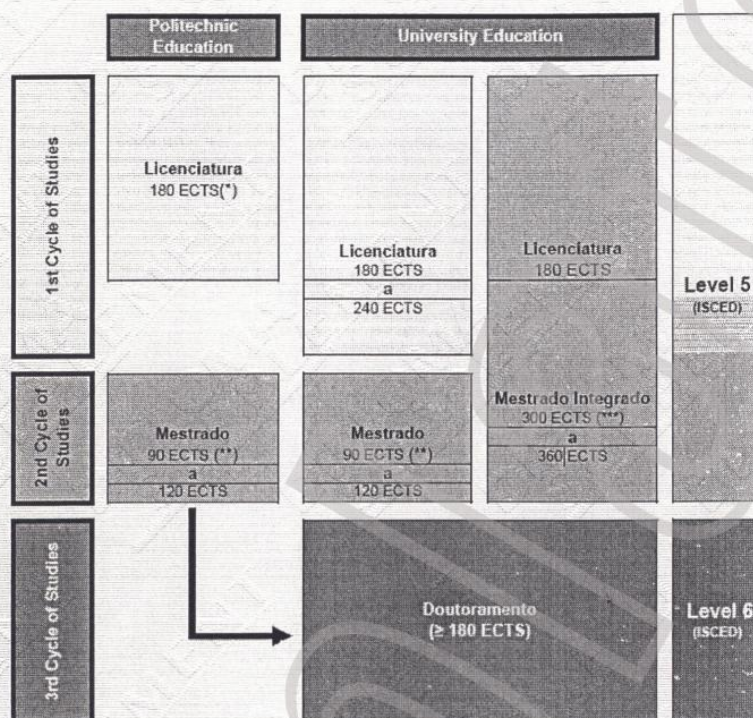 Politechnic
Education
University Education
1st Cycle of Studies
Licenciatura
180 ECTS(*)
Licenciatura
180 ECTS
a
240 ECTS
Licenciatura
180 ECTS
Level 5
(ISCED)
2nd Cycle of
Studies
Mestrado
90 ECTS (**)
a
120 ECTS
Mestrado
90 ECTS (**)
a
120 ECTS
Mestrado Integrado
300 ECTS (***)
a
360 ECTS
3rd Cycle of Studies
Doutoramento
(≥ 180 ECTS)
Level 6
(ISCED)